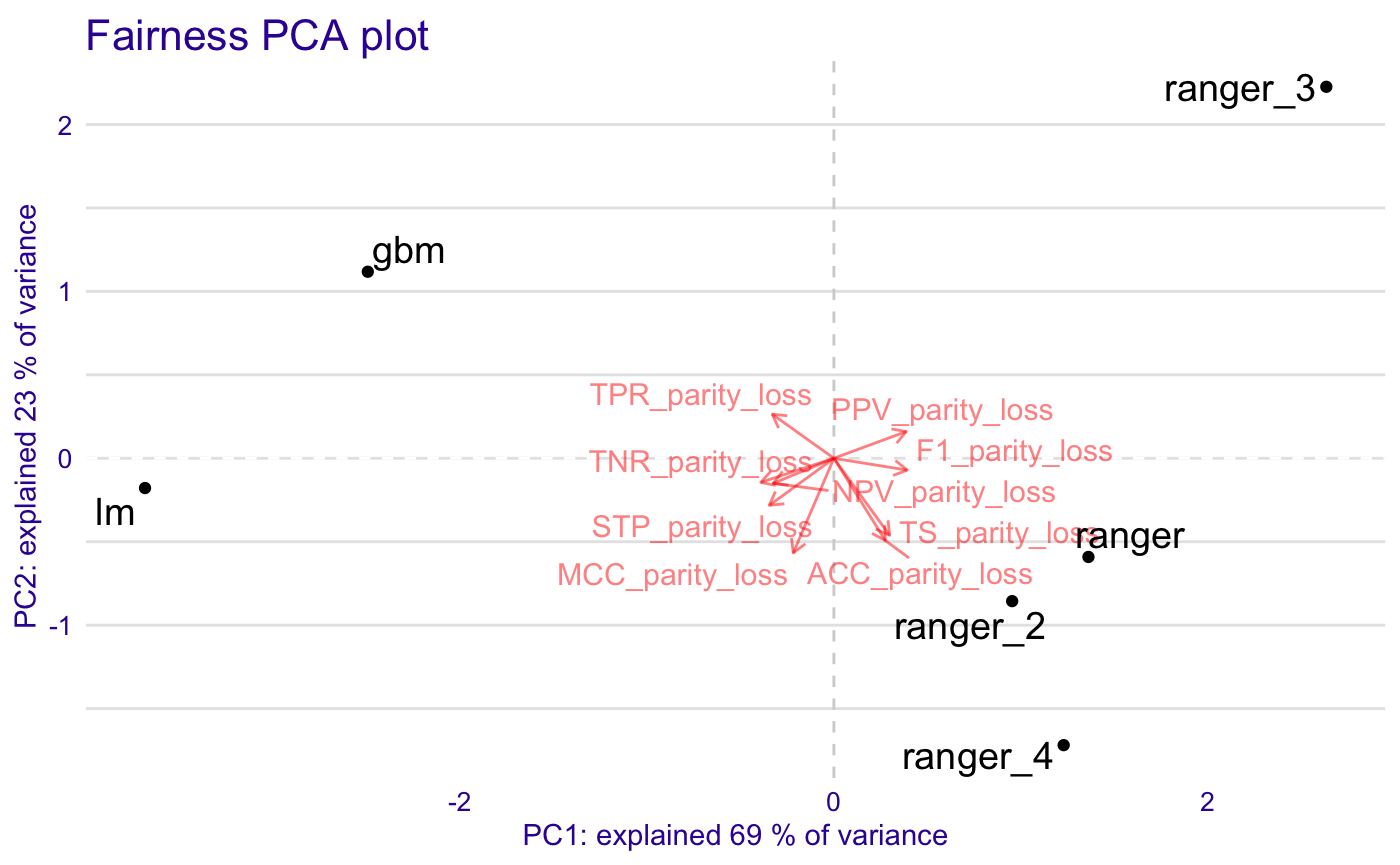 Fairness PCA plot
ranger_3
2
gbm
1
TPR_parity_loss
PPV_parity_loss
F1_parity_loss
0
TNR_parity_loss
NPV_parity_loss
lm
STP_parity_loss
TS_parity_loss
ranger
MCC_parity_loss
ACC_parity_loss
-1
ranger_2
ranger_4
-2
0
2
PC1: explained 69 % of variance
PC2: explained 23 % of variance